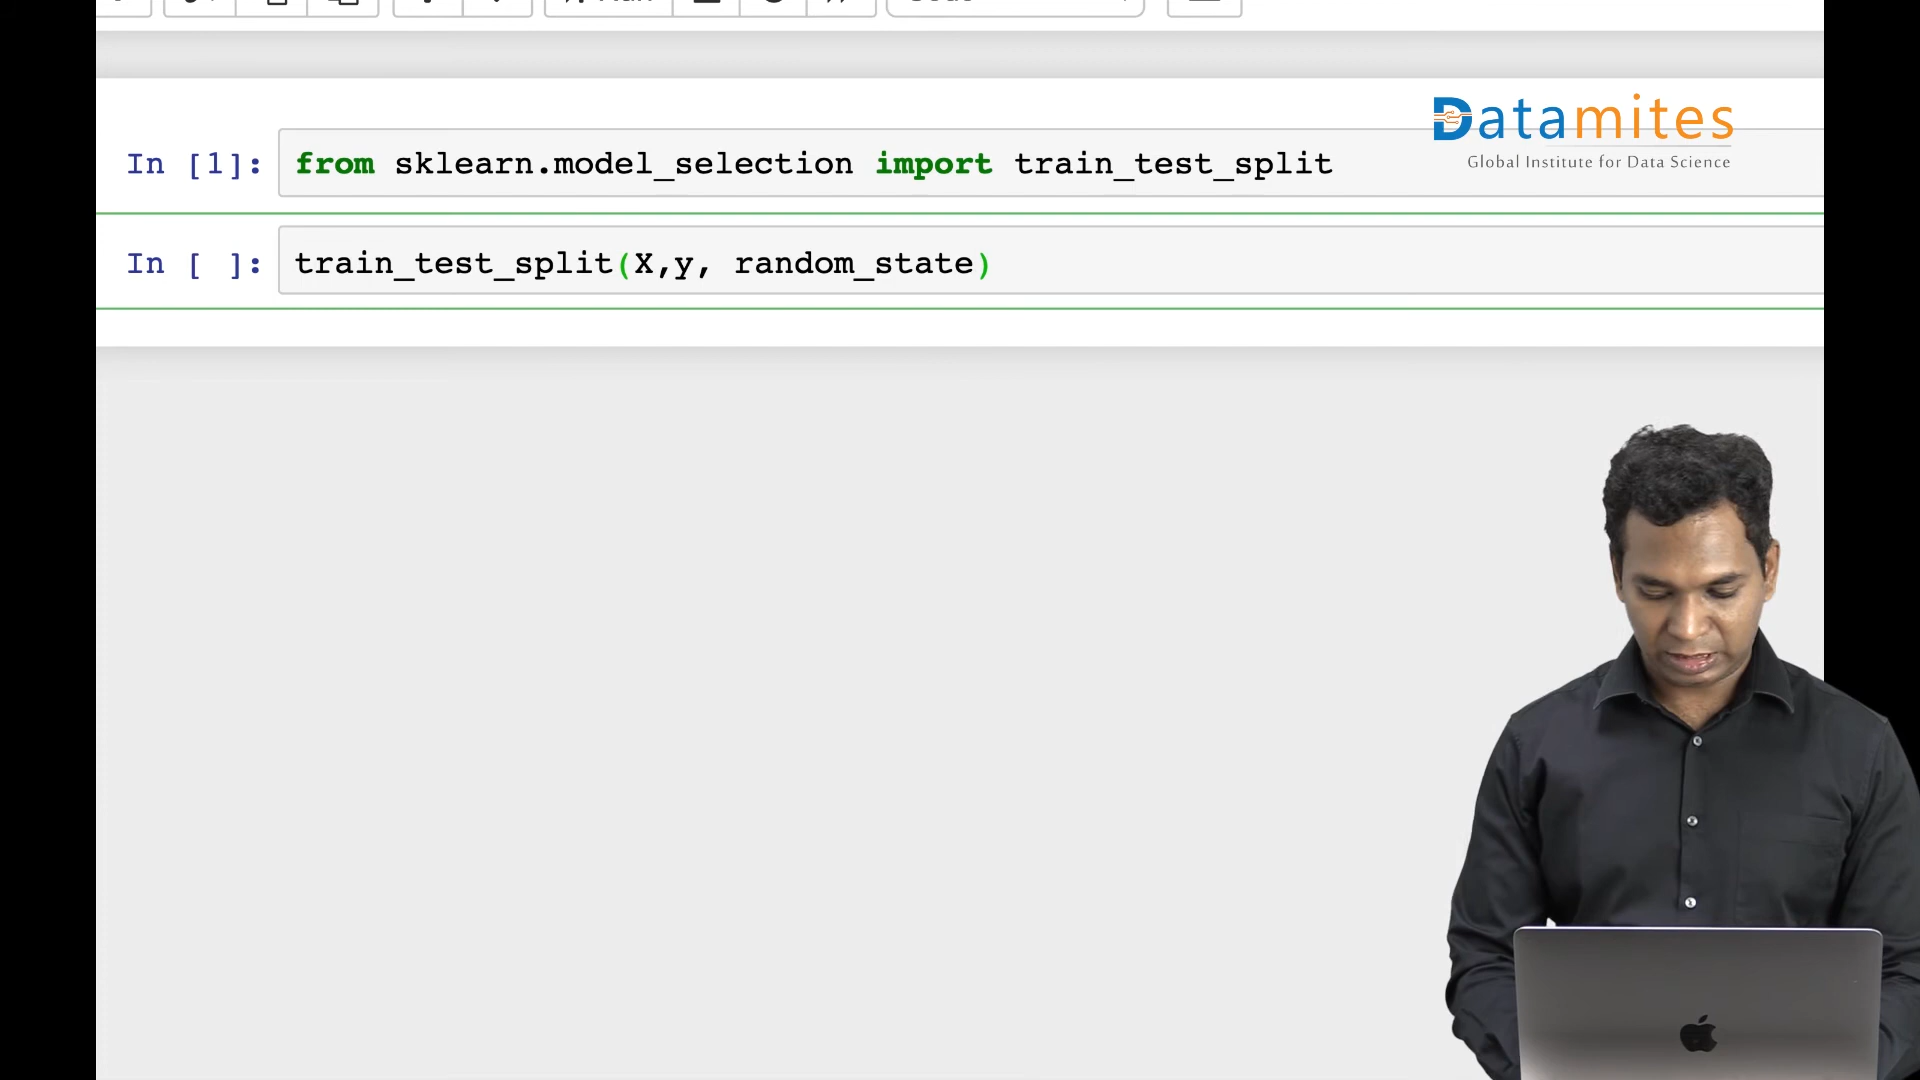 Datamites
Global Institute for Data Science
In [1]: from sklearn.model_selection import train_test_split
In [ ]: train_test_split(X,y, random_state)